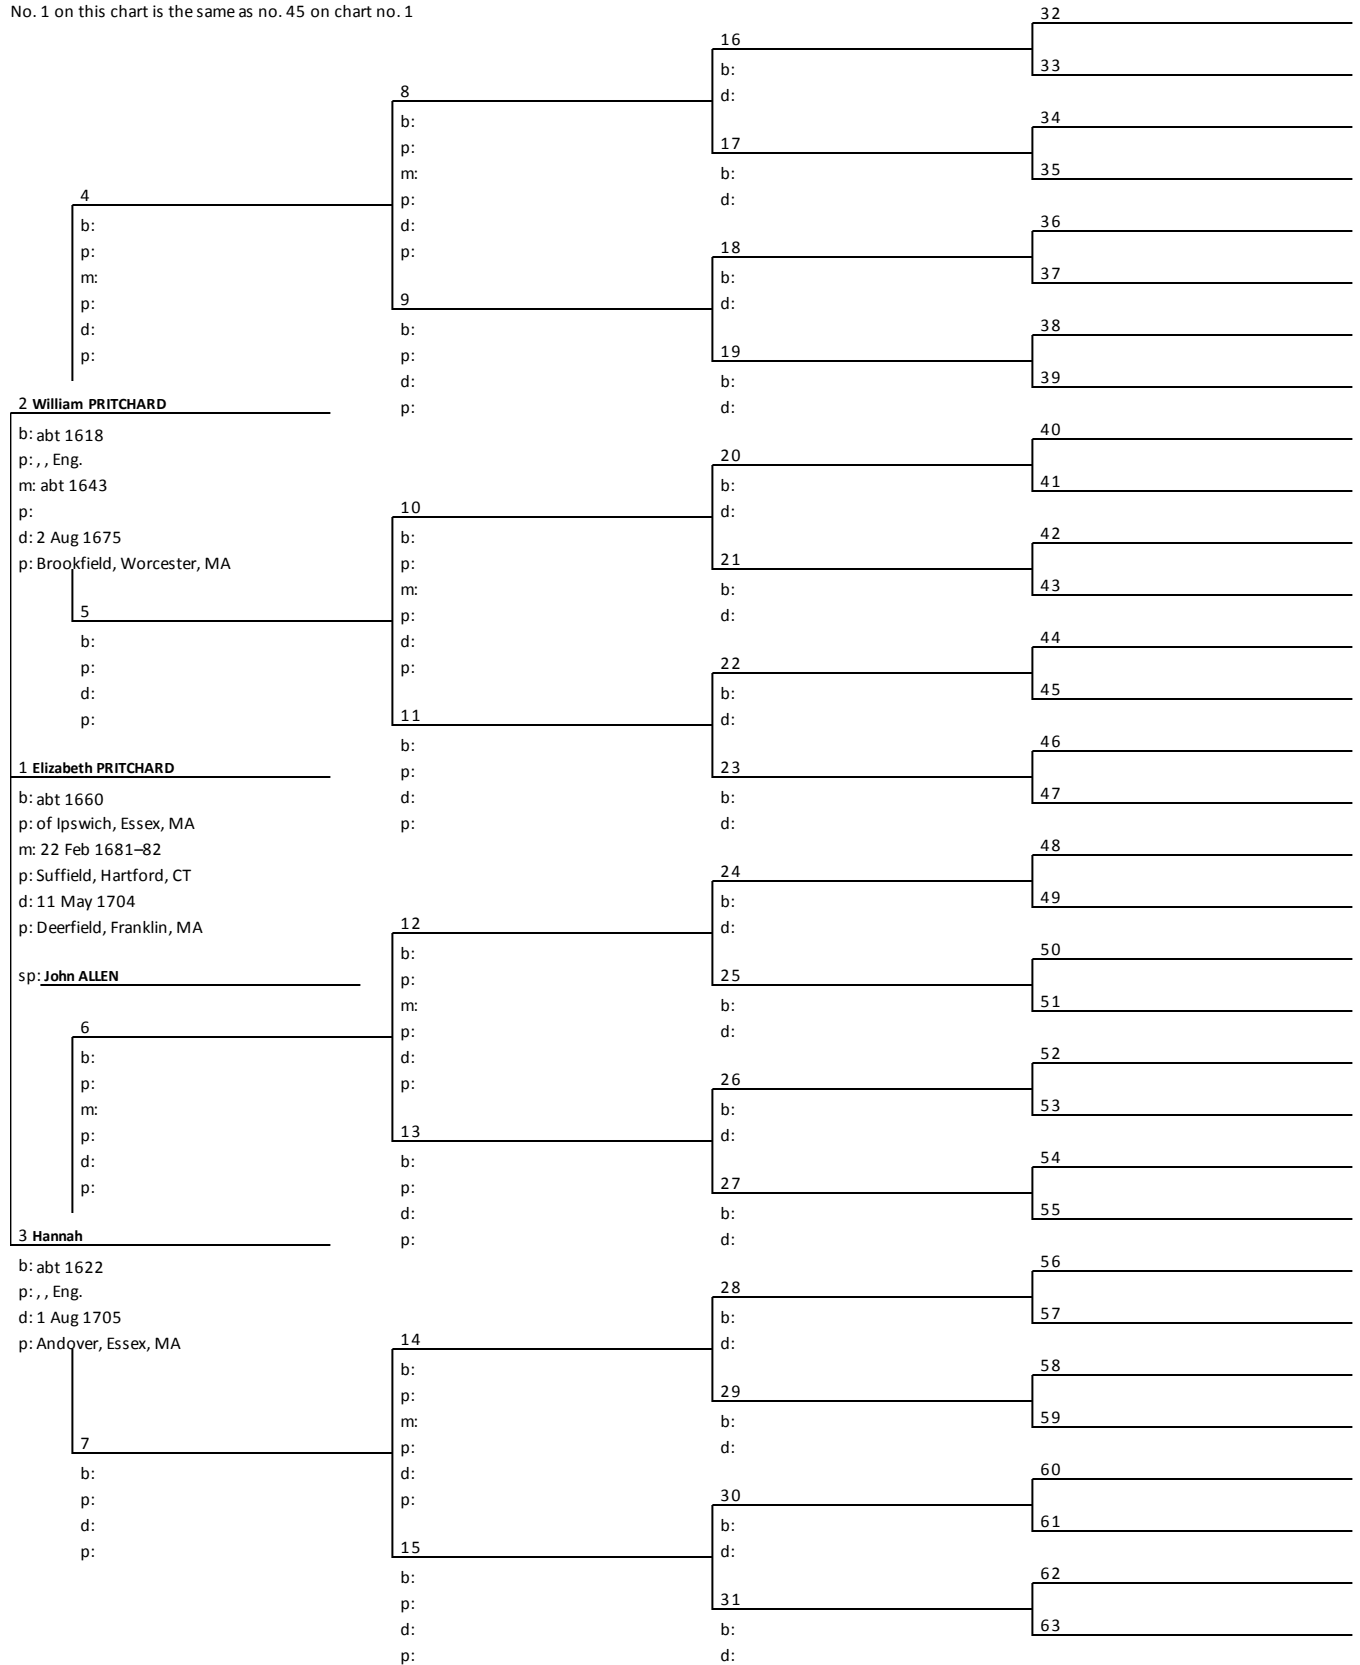 No. 1 on this chart is the same as no. 45 on chart no. 1
4
b:
p:
m:
p:
d:
p:
2 William PRITCHARD
b: abt 1618
p: , , Eng.
m: abt 1643
p:
d: 2 Aug 1675
p: Brookfield, Worcester, MA
5
b:
p:
d:
p:
1 Elizabeth PRITCHARD
b: abt 1660
p: of Ipswich, Essex, MA
m: 22 Feb 1681–82
p: Suffield, Hartford, CT
d: 11 May 1704
p: Deerfield, Franklin, MA
sp: John ALLEN
6
b:
p:
m:
p:
d:
p:
3 Hannah
b: abt 1622
p: , , Eng.
d: 1 Aug 1705
p: Andover, Essex, MA
7
b:
p:
d:
p:
8
b:
p:
m:
p:
d:
p:
9
b:
p:
d:
p:
10
b:
p:
m:
p:
d:
p:
11
b:
p:
d:
p:
12
b:
p:
m:
p:
d:
p:
13
b:
p:
d:
p:
14
b:
p:
m:
p:
d:
p:
15
b:
p:
d:
p:
16
b:
d:
17
b:
d:
18
b:
d:
19
b:
d:
20
b:
d:
21
b:
d:
22
b:
d:
23
b:
d:
24
b:
d:
25
b:
d:
26
b:
d:
27
b:
d:
28
b:
d:
29
b:
d:
30
b:
d:
31
b:
d:
32
33
34
35
36
37
38
39
40
41
42
43
44
45
46
47
48
49
50
51
52
53
54
55
56
57
58
59
60
61
62
63